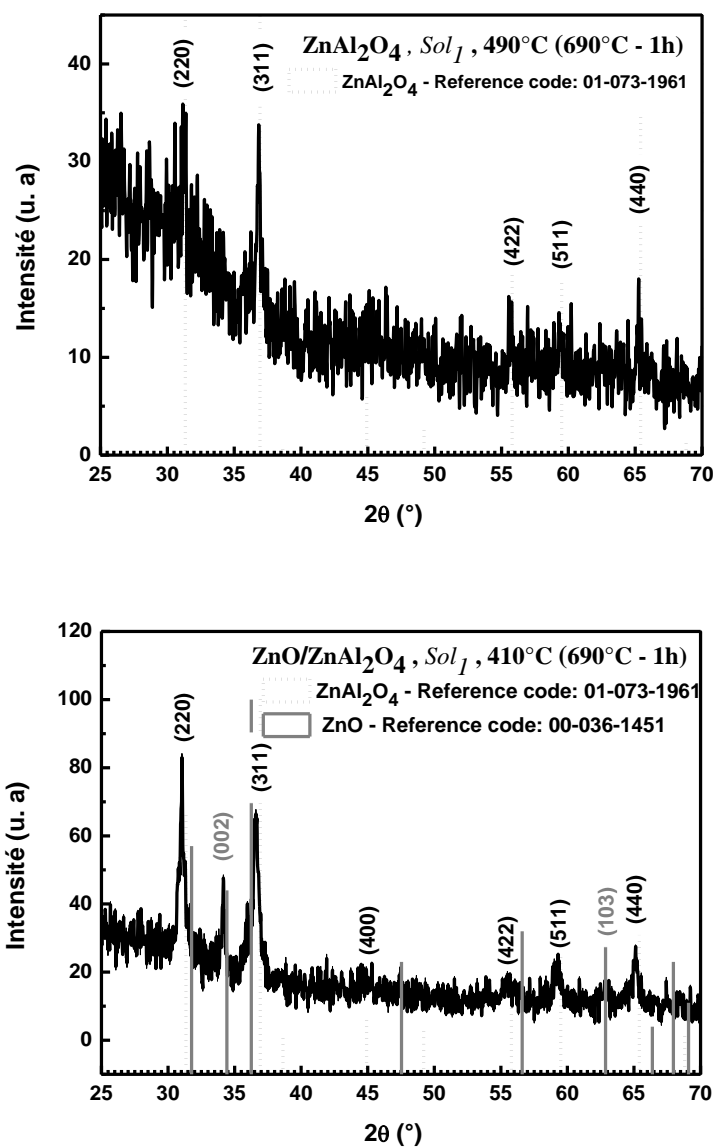 ZnAl2O4 , Sol1 , 490°C (690°C - 1h)
ZnAl2O4 - Reference code: 01-073-1961
(220)
(311)
(422)
(511)
(440)
Intensité (u. a)
40
30
20
10
0
25 30 35 40 45 50 55 60 65 70
2θ (°)
ZnO/ZnAl2O4 , Sol1 , 410°C (690°C - 1h)
ZnAl2O4 - Reference code: 01-073-1961
ZnO - Reference code: 00-036-1451
(220)
(002)
(311)
(400)
(422)
(511)
(103)
(440)
Intensité (u. a)
120
100
80
60
40
20
0
25 30 35 40 45 50 55 60 65 70
2θ (°)